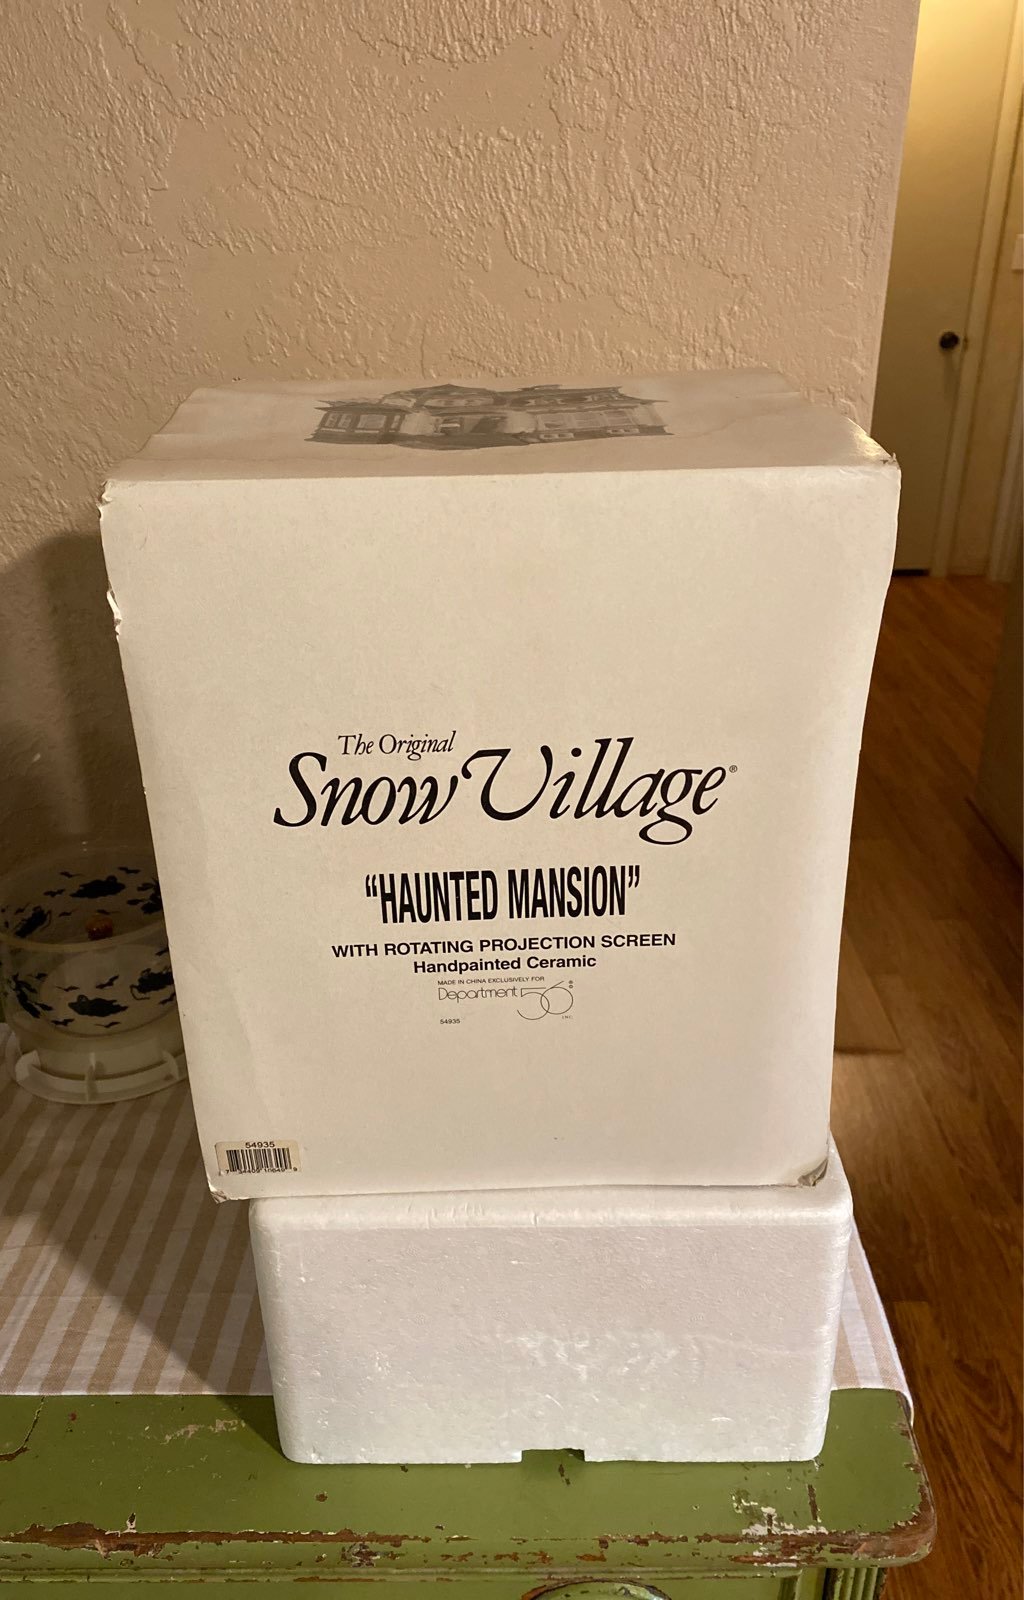 The Original
Snow Village®
“HAUNTED MANSION”
WITH ROTATING PROJECTION SCREEN
Handpainted Ceramic
MADE IN CHINA EXCLUSIVELY FOR
Department 56®
INC.
54935
54935